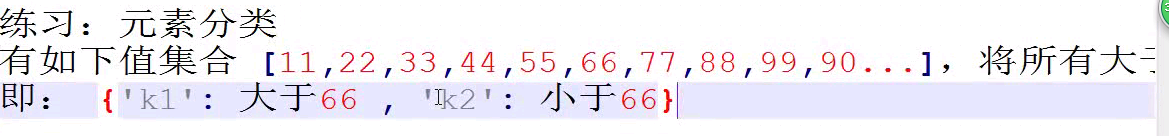 练习：元素分类
有如下值集合 [11,22,33,44,55,66,77,88,99,90...]，将所有大
即： {'k1': 大于66 , 'k2': 小于66}